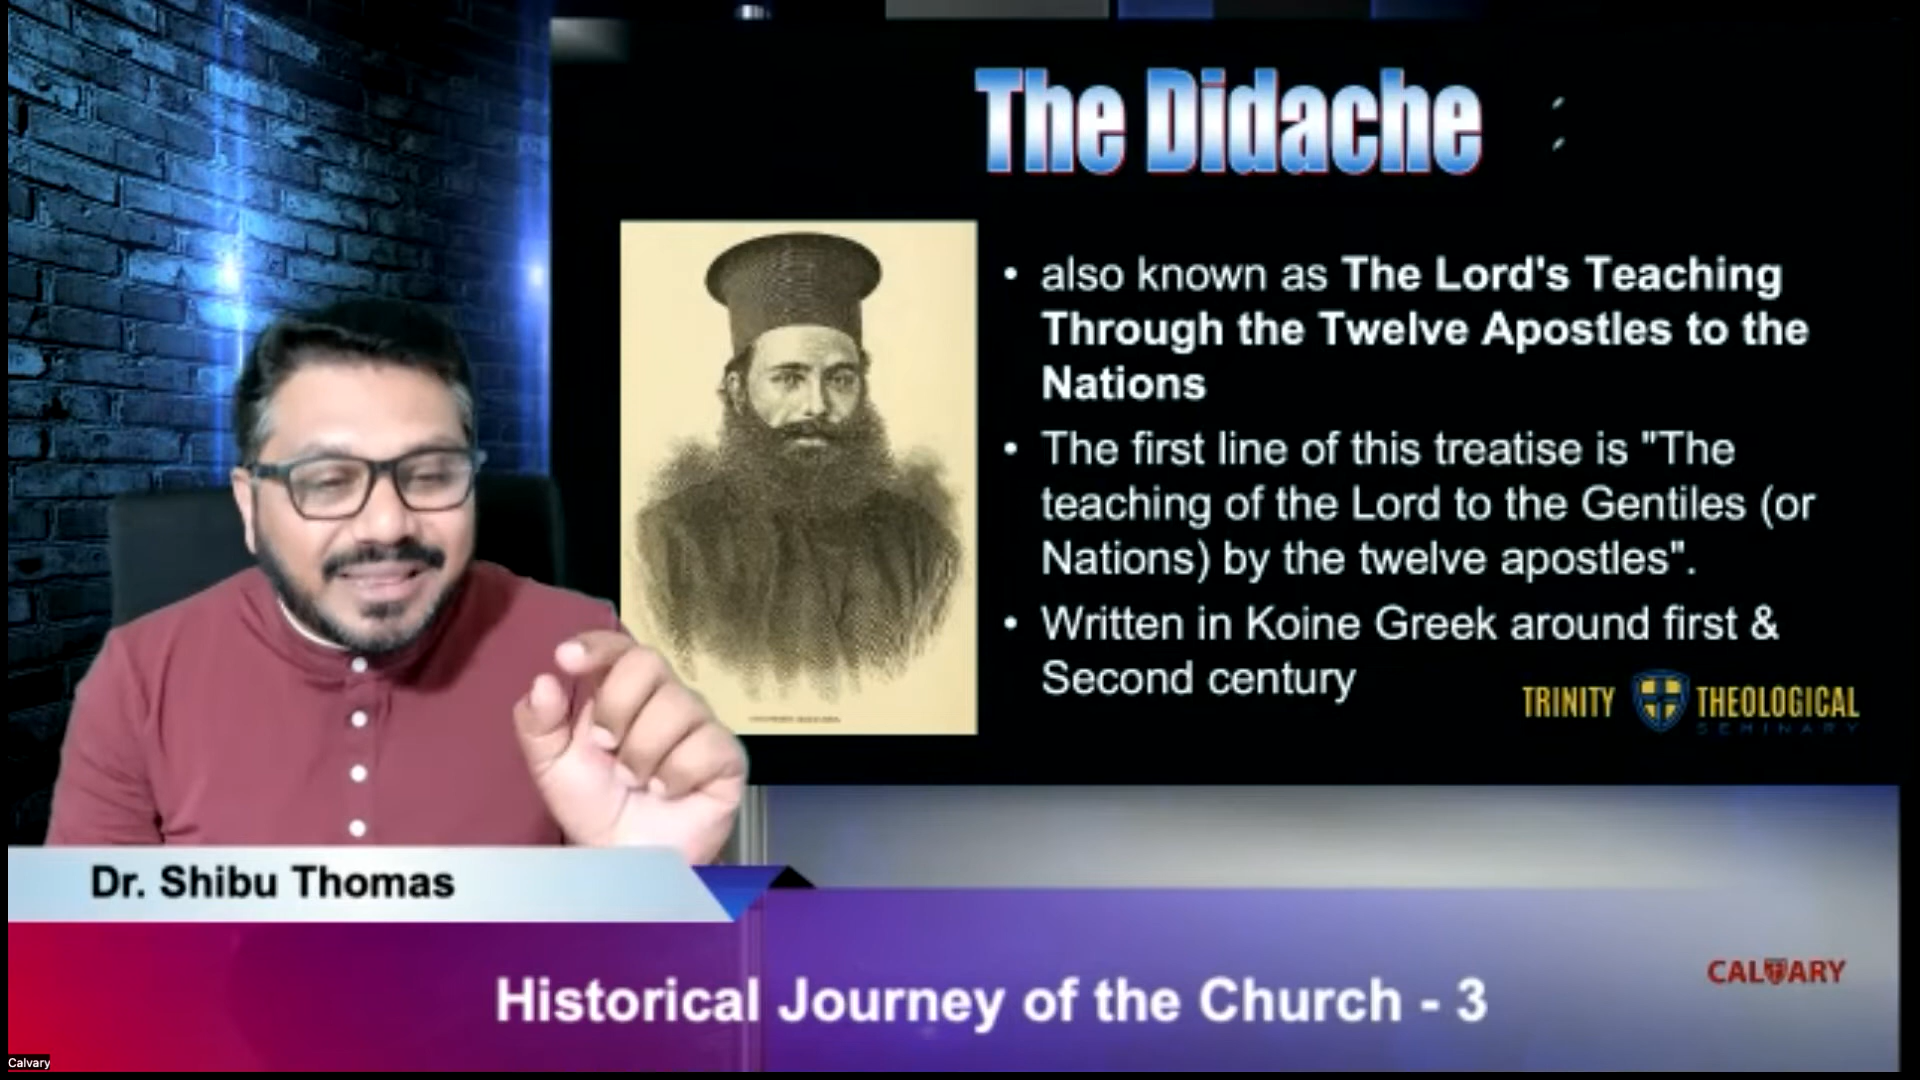 The Didache
• also known as The Lord's Teaching
Through the Twelve Apostles to the
Nations
• The first line of this treatise is "The
teaching of the Lord to the Gentiles (or
Nations) by the twelve apostles".
• Written in Koine Greek around first &
Second century
TRINITY THEOLOGICAL
SEMINARY
Dr. Shibu Thomas
CALVARY
Historical Journey of the Church - 3
Calvary